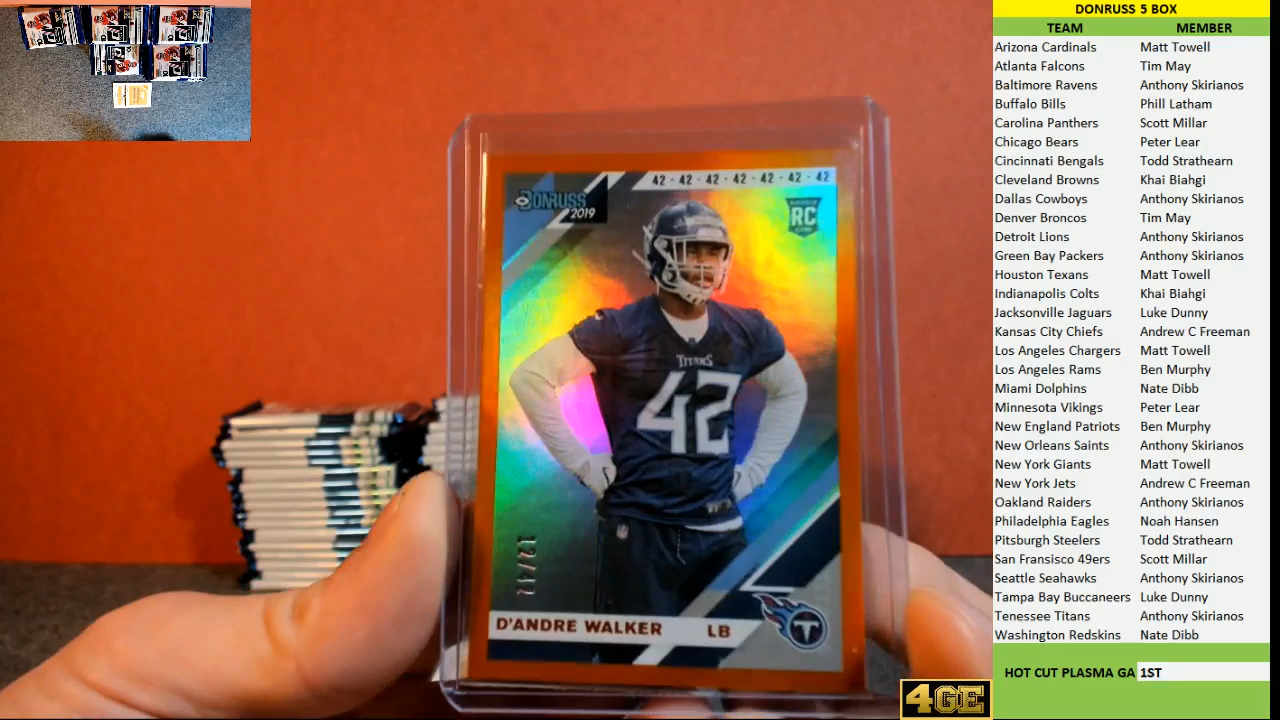 DONRUSS 5 BOX
TEAM MEMBER
Arizona Cardinals Matt Towell
Atlanta Falcons Tim May
Baltimore Ravens Anthony Skirianos
Buffalo Bills Phill Latham
Carolina Panthers Scott Millar
Chicago Bears Peter Lear
Cincinnati Bengals Todd Strathearn
Cleveland Browns Khai Biahgi
Dallas Cowboys Anthony Skirianos
Denver Broncos Tim May
Detroit Lions Anthony Skirianos
Green Bay Packers Anthony Skirianos
Houston Texans Matt Towell
Indianapolis Colts Khai Biahgi
Jacksonville Jaguars Luke Dunny
Kansas City Chiefs Andrew C Freeman
Los Angeles Chargers Matt Towell
Los Angeles Rams Ben Murphy
Miami Dolphins Nate Dibb
Minnesota Vikings Peter Lear
New England Patriots Ben Murphy
New Orleans Saints Anthony Skirianos
New York Giants Matt Towell
New York Jets Andrew C Freeman
Oakland Raiders Anthony Skirianos
Philadelphia Eagles Noah Hansen
Pitsburgh Steelers Todd Strathearn
San Fransisco 49ers Scott Millar
Seattle Seahawks Anthony Skirianos
Tampa Bay Buccaneers Luke Dunny
Tenessee Titans Anthony Skirianos
Washington Redskins Nate Dibb
HOT CUT PLASMA GA 1ST
42 - 42 - 42 - 42 - 42 - 42 - 42
DONRUSS
2019
RC
TITANS
42
12/42
D'ANDRE WALKER LB
T
4GE